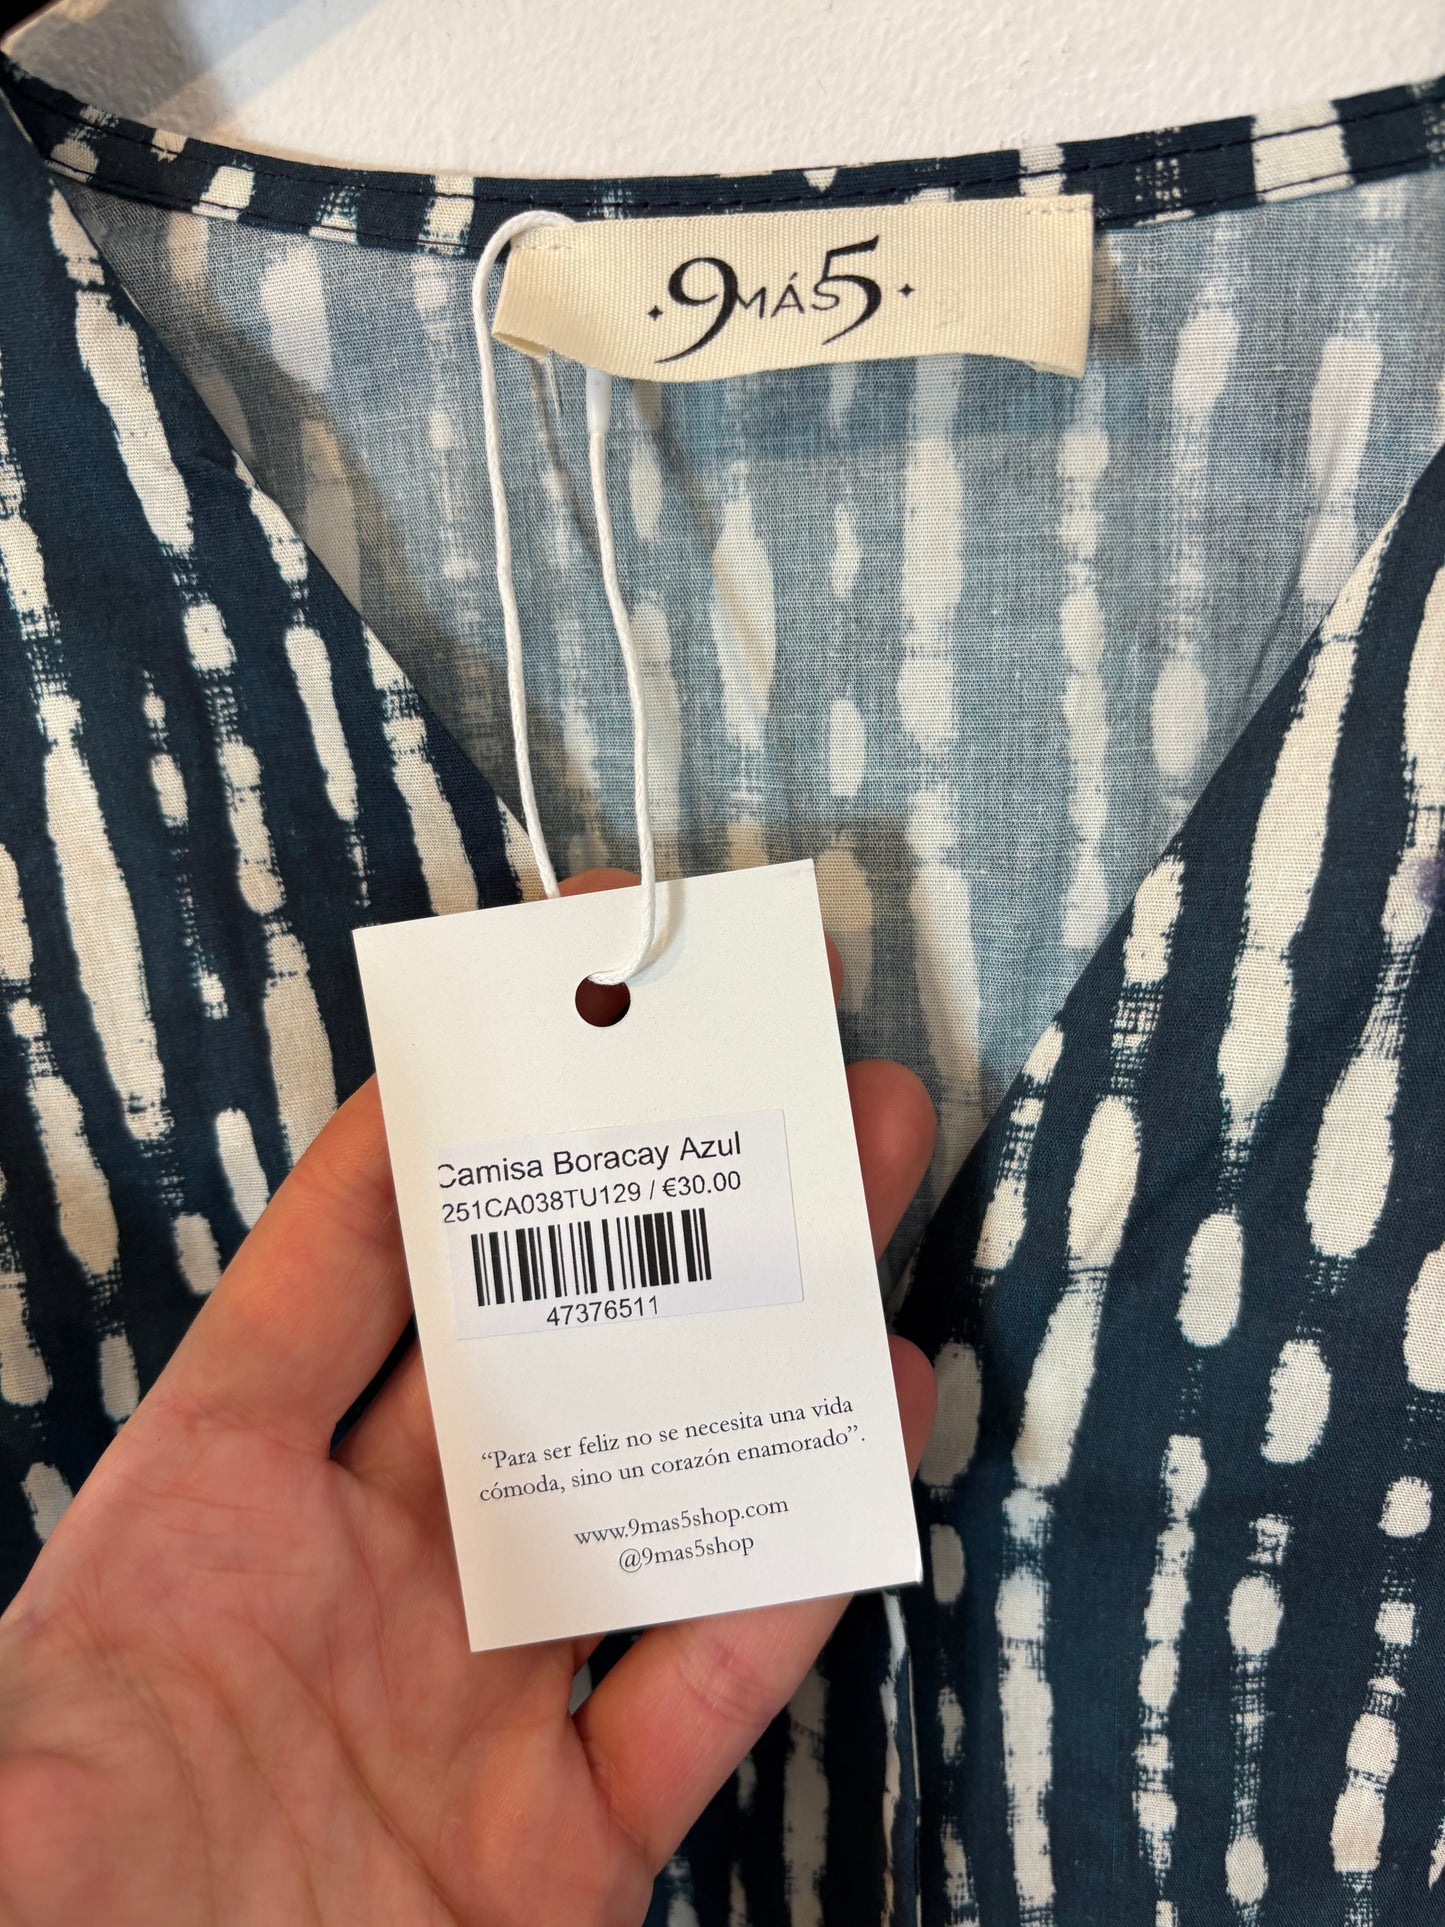 9MÁS5
Camisa Boracay Azul
251CA038TU129 / €30.00
47376511
“Para ser feliz no se necesita una vida
cómoda, sino un corazón enamorado”.
www.9mas5shop.com
@9mas5shop